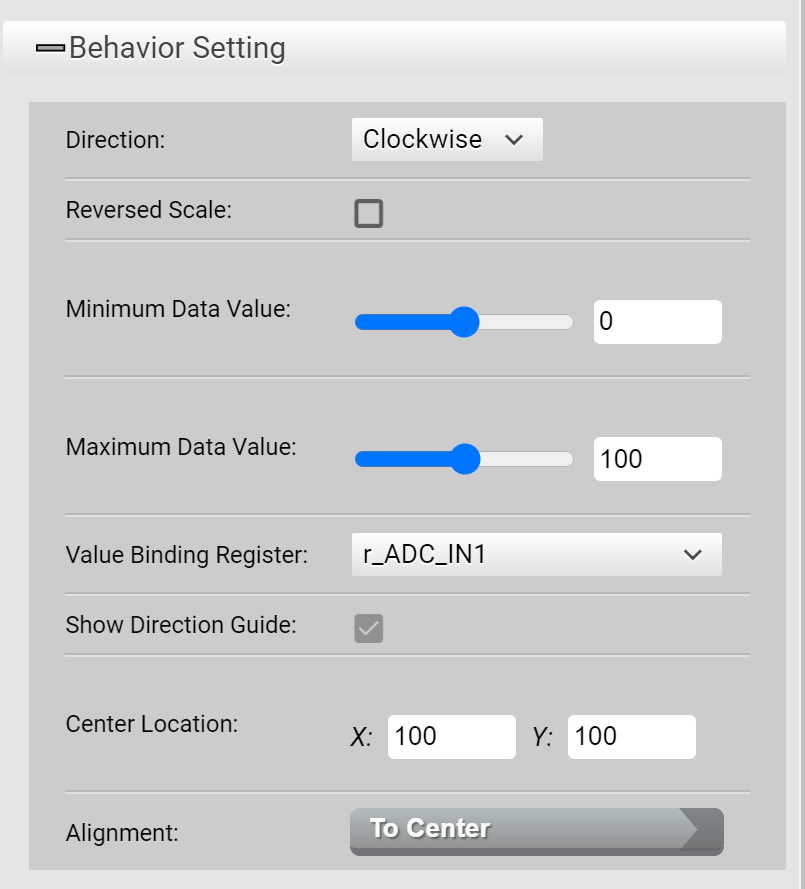 Behavior Setting
Direction: Clockwise
Reversed Scale:
Minimum Data Value: 0
Maximum Data Value: 100
Value Binding Register: r_ADC_IN1
Show Direction Guide:
Center Location: X: 100 Y: 100
Alignment: To Center